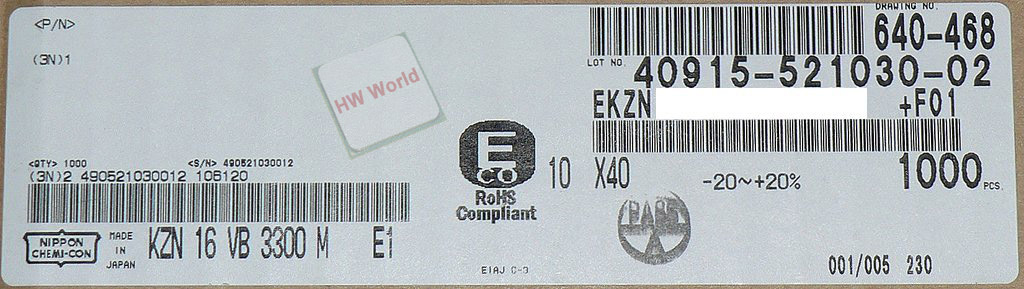 <P/N>
(3N)1
HW World
DRAWING NO.
640-468
LOT NO. 40915-521030-02
EKZN +F01
<QTY> 1000 <S/N> 490521030012
(3N)2 490521030012 106120
E
CO
RoHS
Compliant
10 X40 -20~+20% 1000 PCS.
NIPPON
CHEMI-CON
MADE
IN
JAPAN
KZN 16 VB 3300 M E1
EIAJ C-3
001/005 230